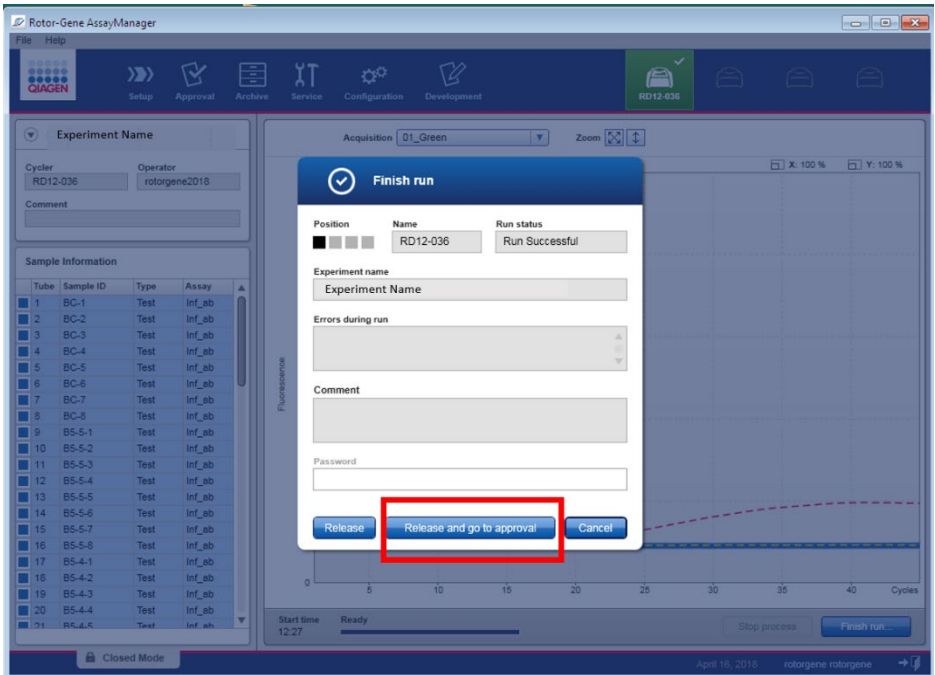 Rotor-Gene AssayManager
File Help
QIAGEN
Setup Approval Archive Service Configuration Development
RD12-036
Experiment Name
Cycler Operator
RD12-036 rotorgene2018
Comment
Sample Information
Tube Sample ID Type Assay
1 BC-1 Test Inf_ab
2 BC-2 Test Inf_ab
3 BC-3 Test Inf_ab
4 BC-4 Test Inf_ab
5 BC-5 Test Inf_ab
6 BC-6 Test Inf_ab
7 BC-7 Test Inf_ab
8 BC-8 Test Inf_ab
9 B5-5-1 Test Inf_ab
10 B5-5-2 Test Inf_ab
11 B5-5-3 Test Inf_ab
12 B5-5-4 Test Inf_ab
13 B5-5-5 Test Inf_ab
14 B5-5-6 Test Inf_ab
15 B5-5-7 Test Inf_ab
16 B5-5-8 Test Inf_ab
17 B5-4-1 Test Inf_ab
18 B5-4-2 Test Inf_ab
19 B5-4-3 Test Inf_ab
20 B5-4-4 Test Inf_ab
21 B5-4-5 Test Inf_ab
Acquisition 01_Green Zoom
X: 100 % Y: 100 %
Fluorescence
Finish run
Position Name Run status
RD12-036 Run Successful
Experiment name
Experiment Name
Errors during run
Comment
Password
Release Release and go to approval Cancel
0
5 10 15 20 25 30 35 40 Cycles
Start time Ready
12:27
Stop process Finish run...
Closed Mode
April 16, 2018 rotorgene rotorgene